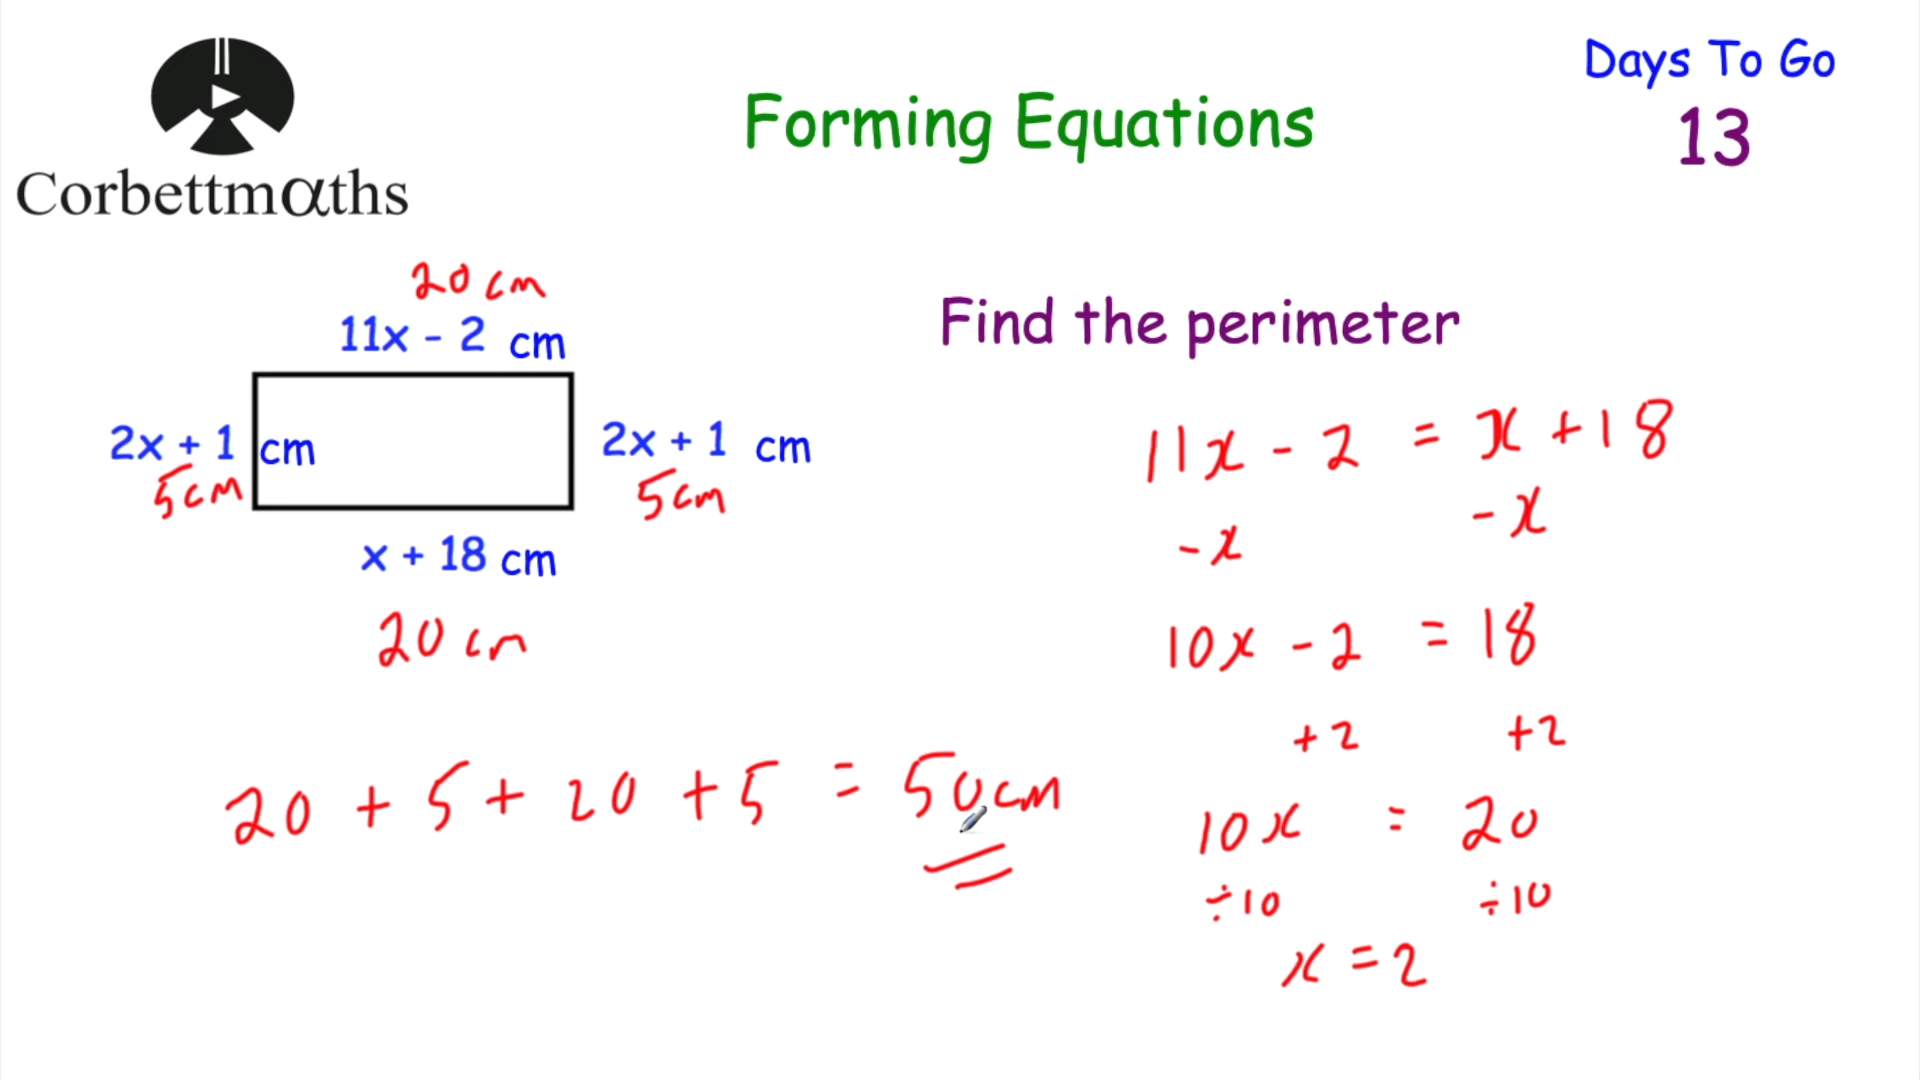 Days To Go
13
Forming Equations
Corbettmαths
20 cm
11x - 2 cm
2x + 1 cm
5cm
2x + 1 cm
5cm
x + 18 cm
20 cm
20 + 5 + 20 + 5 = 50cm
Find the perimeter
11x - 2 = x + 18
-x -x
10x - 2 = 18
+2 +2
10x = 20
÷10 ÷10
x = 2